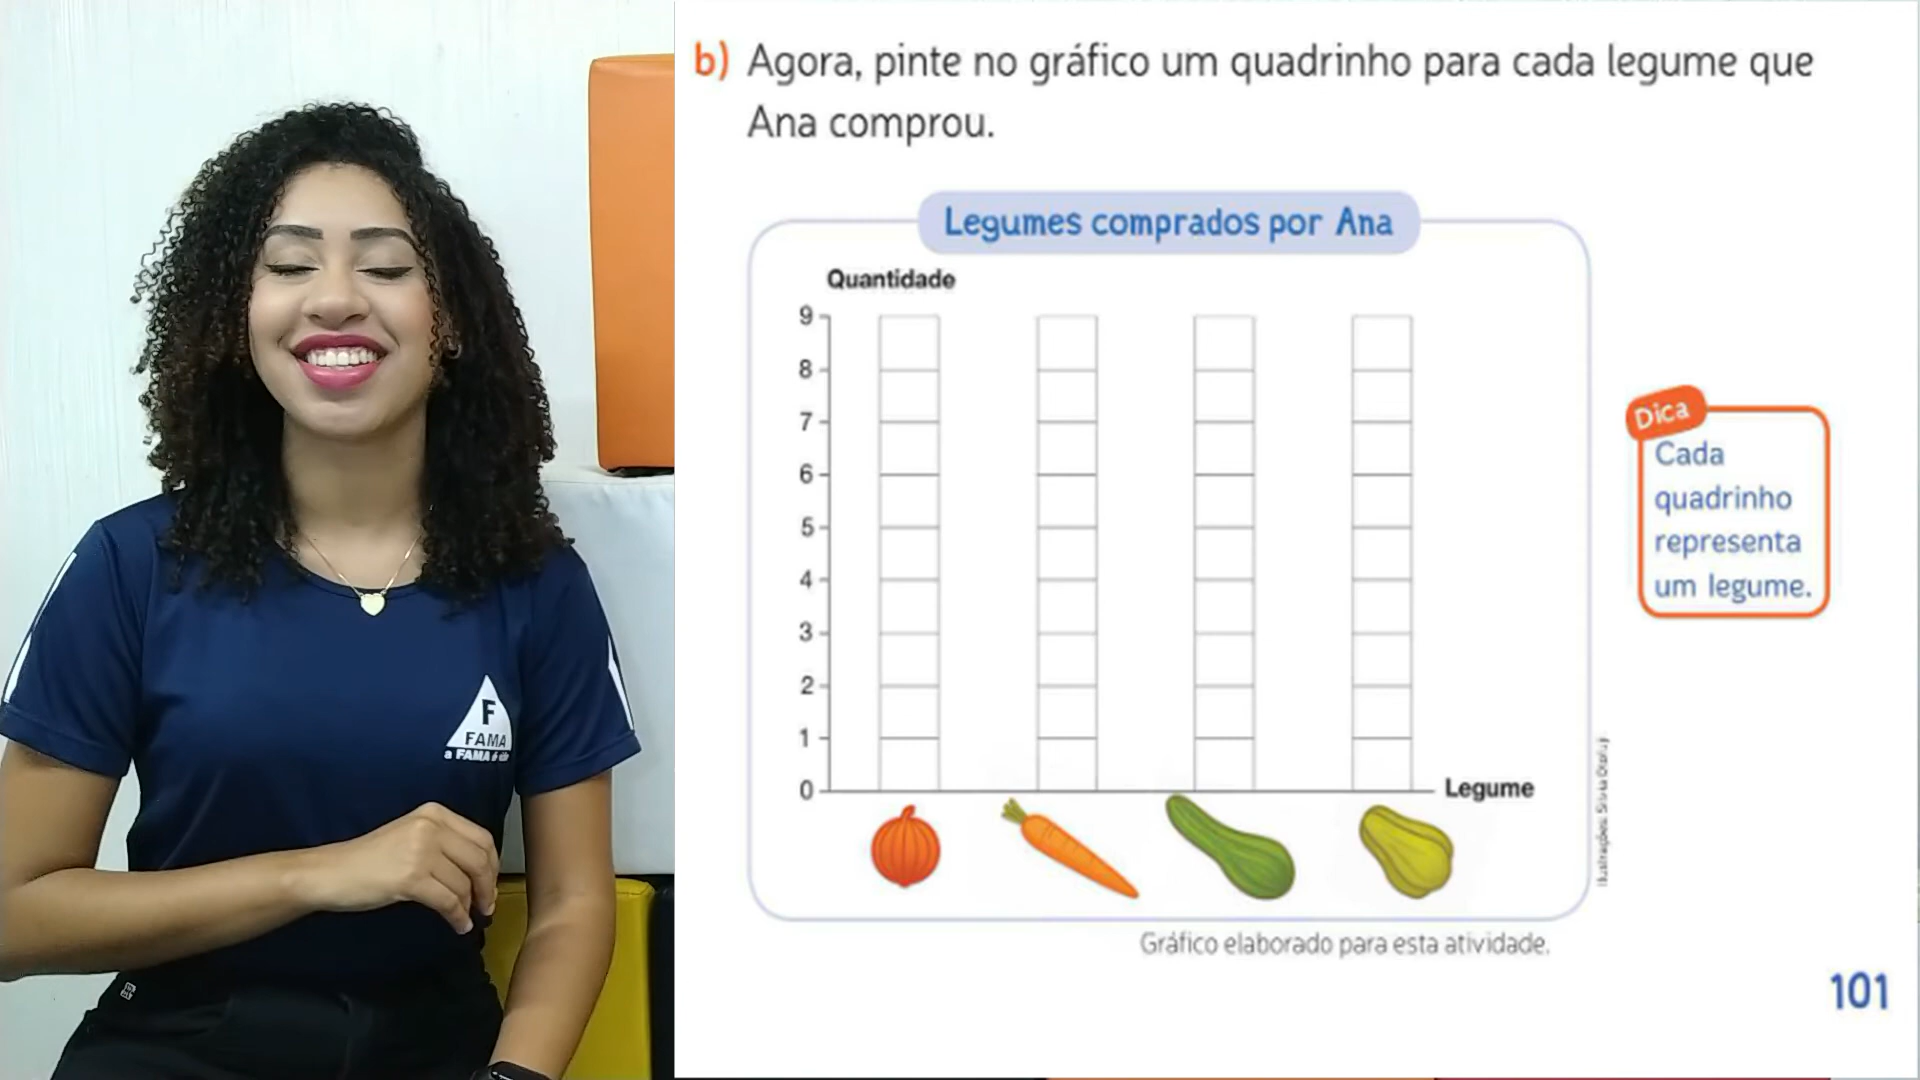 b) Agora, pinte no gráfico um quadrinho para cada legume que
Ana comprou.
Legumes comprados por Ana
Quantidade
9
8
7
6
5
4
3
2
1
0
Legume
Dica
Cada
quadrinho
representa
um legume.
Gráfico elaborado para esta atividade.
101
F
FAMA
a FAMA é